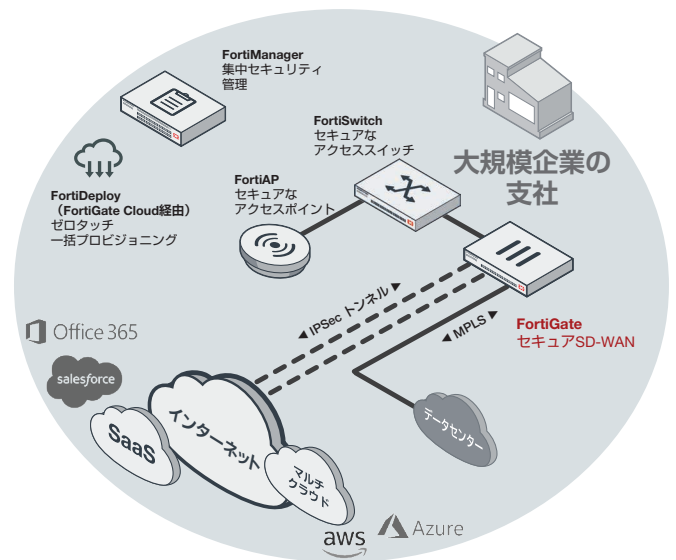 FortiManager
集中セキュリティ
管理
FortiSwitch
セキュアな
アクセススイッチ
大規模企業の
支社
FortiAP
セキュアな
アクセスポイント
FortiDeploy
（FortiGate Cloud経由）
ゼロタッチ
一括プロビジョニング
◀ IPSec トンネル ▶
◀ MPLS ▶
FortiGate
セキュアSD-WAN
Office 365
salesforce
SaaS
インターネット
マルチ
クラウド
データセンター
aws
Azure